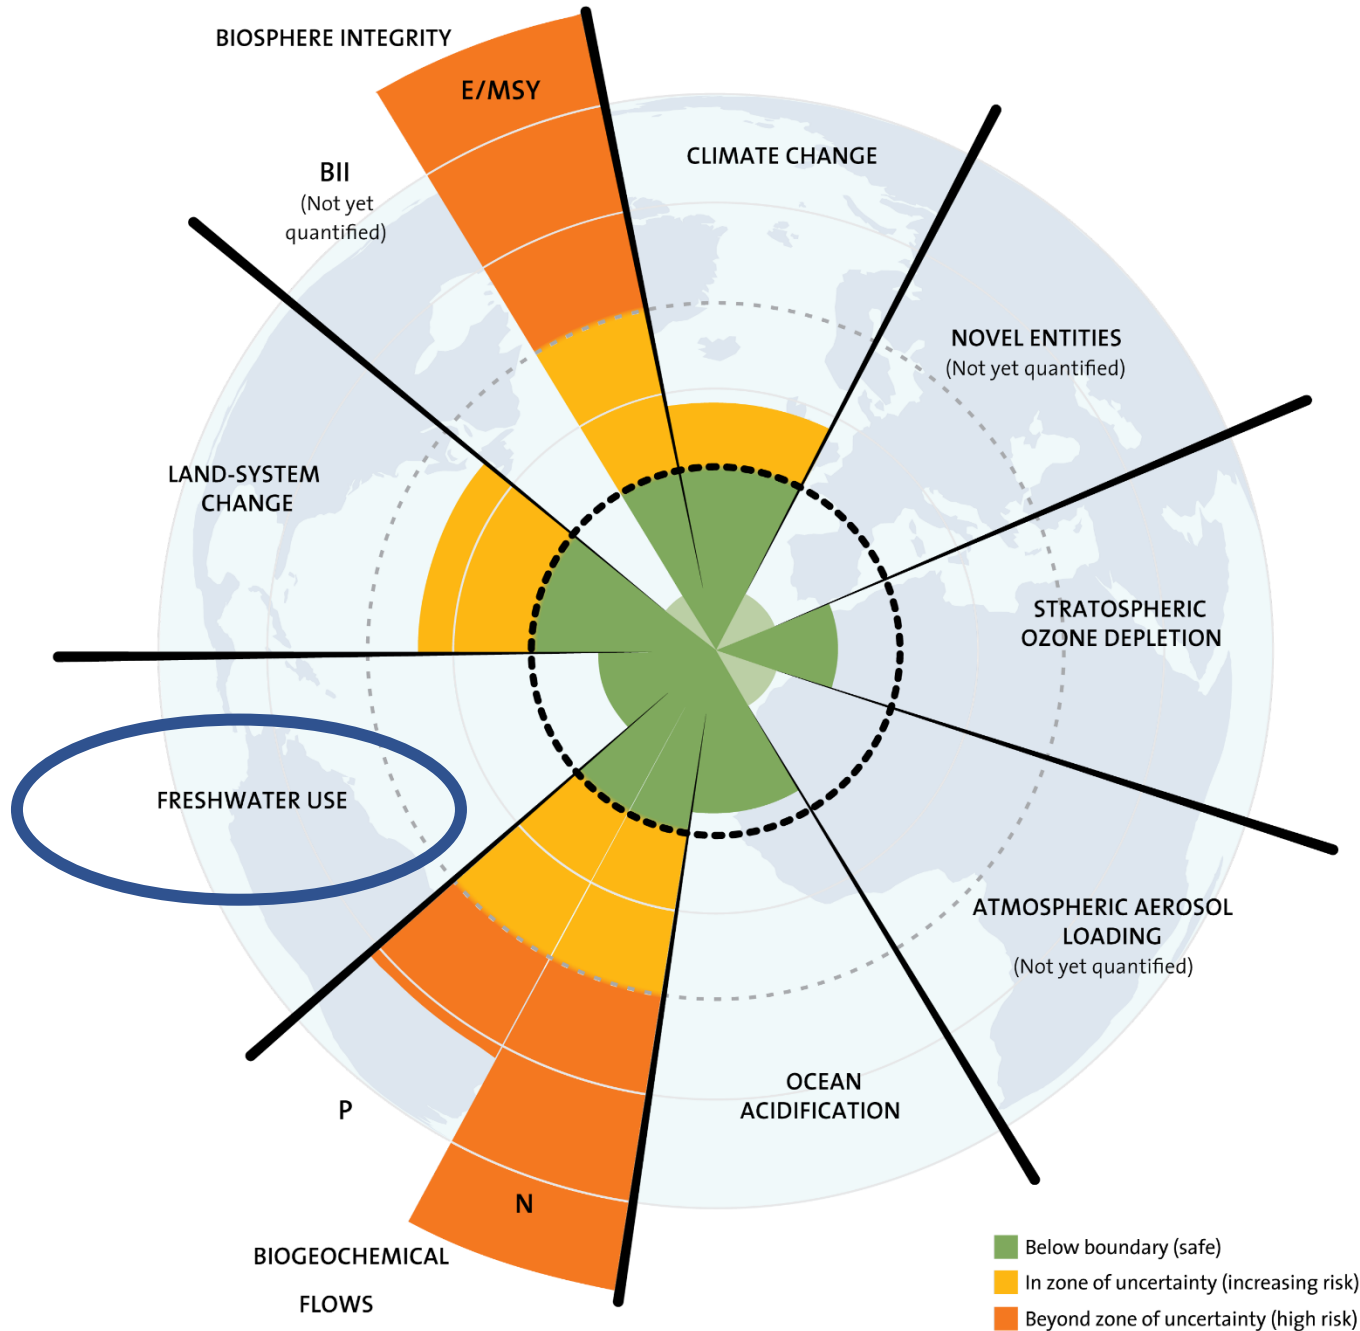 BIOSPHERE INTEGRITY
E/MSY
BII
(Not yet
quantified)
CLIMATE CHANGE
NOVEL ENTITIES
(Not yet quantified)
LAND-SYSTEM
CHANGE
STRATOSPHERIC
OZONE DEPLETION
FRESHWATER USE
ATMOSPHERIC AEROSOL
LOADING
(Not yet quantified)
OCEAN
ACIDIFICATION
P
N
BIOGEOCHEMICAL
FLOWS
Below boundary (safe)
In zone of uncertainty (increasing risk)
Beyond zone of uncertainty (high risk)